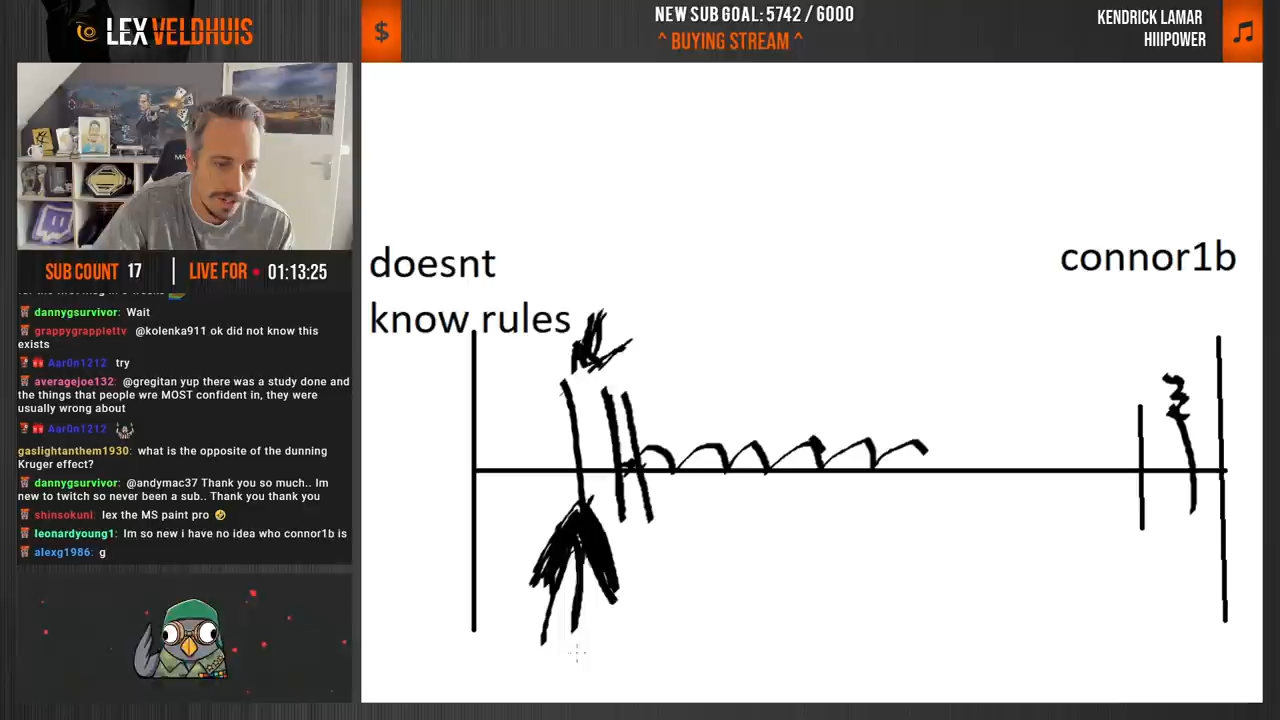 LEX VELDHUIS
$
NEW SUB GOAL: 5742 / 6000
^ BUYING STREAM ^
KENDRICK LAMAR
HIIIPOWER
SUB COUNT 17
LIVE FOR 01:13:25
dannygsurvivor: Wait
grappygrapplettv @kolenka911 ok did not know this
exists
Aar0n1212 try
averagejoe132: @gregitan yup there was a study done and
the things that people wre MOST confident in, they were
usually wrong about
Aar0n1212
gaslightanthem1930: what is the opposite of the dunning
Kruger effect?
dannygsurvivor: @andymac37 Thank you so much.. Im
new to twitch so never been a sub.. Thank you thank you
shinsokuni: lex the MS paint pro
leonardyoung1: Im so new i have no idea who connor1b is
alexg1986: g
doesnt
know rules
connor1b